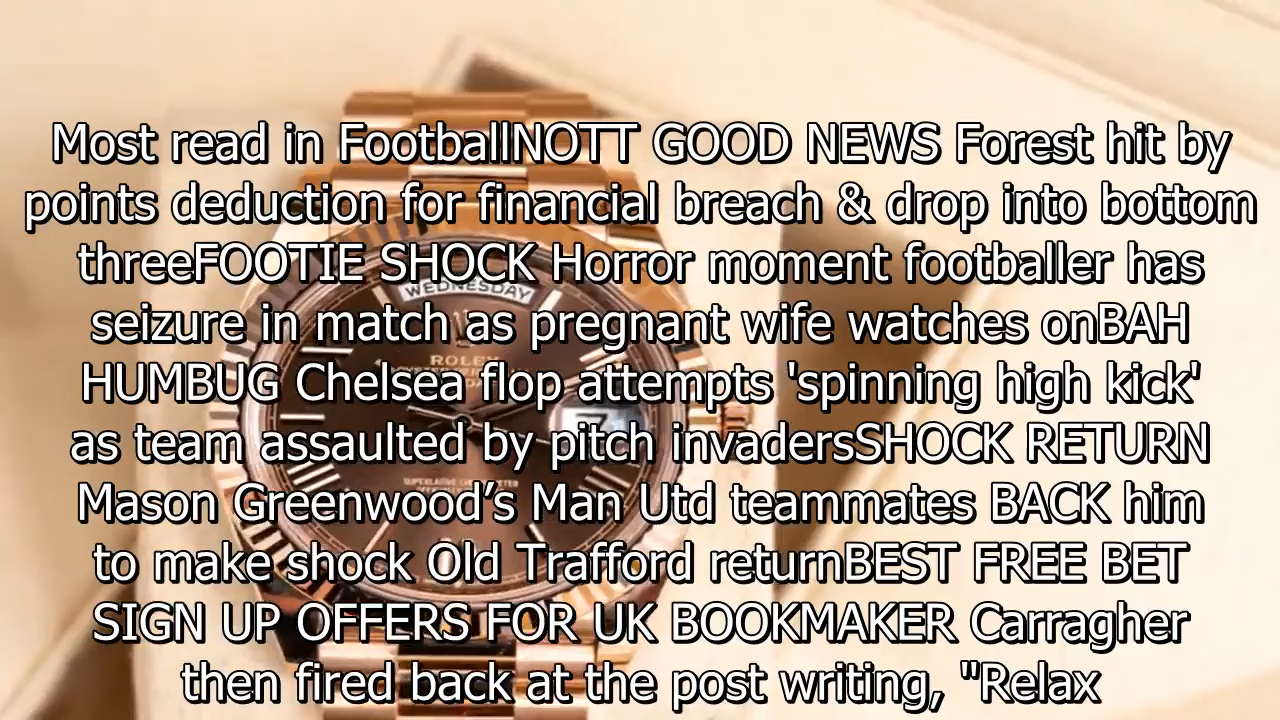 Most read in FootballNOTT GOOD NEWS Forest hit by
points deduction for financial breach & drop into bottom
threeFOOTIE SHOCK Horror moment footballer has
WEDNESDAY
seizure in match as pregnant wife watches onBAH
ROLEX
HUMBUG Chelsea flop attempts 'spinning high kick'
7
as team assaulted by pitch invadersSHOCK RETURN
Mason Greenwood’s Man Utd teammates BACK him
to make shock Old Trafford returnBEST FREE BET
SIGN UP OFFERS FOR UK BOOKMAKER Carragher
then fired back at the post writing, "Relax